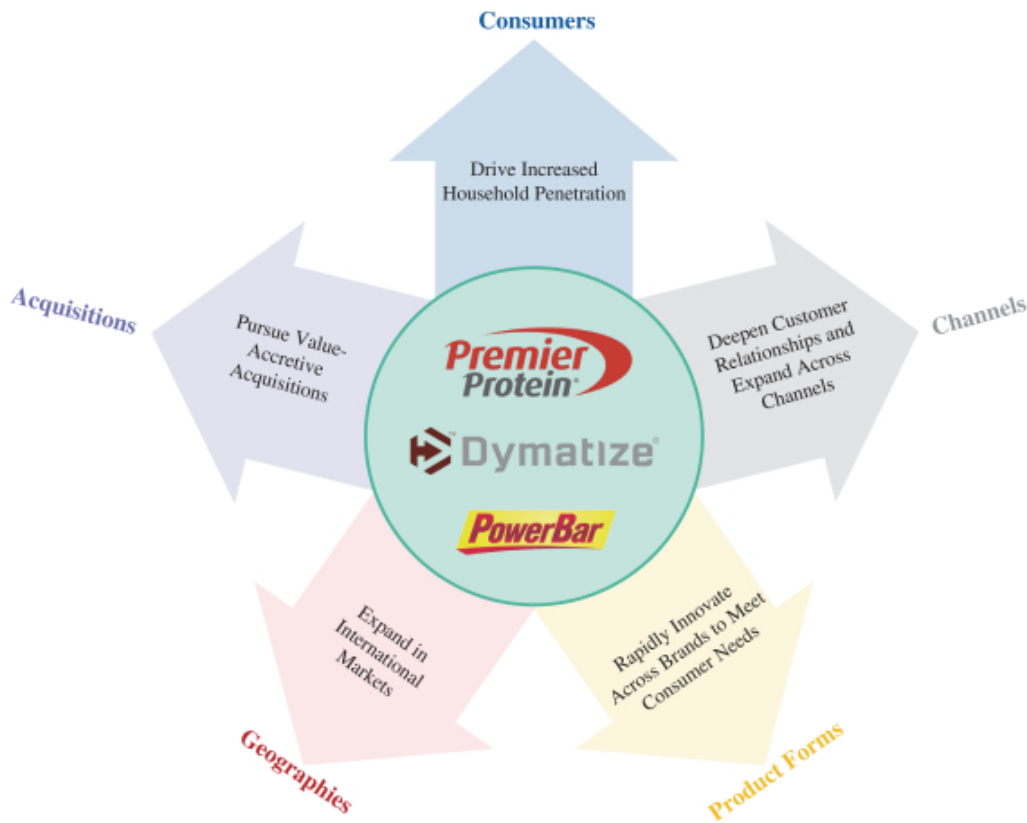 Consumers
Drive Increased
Household Penetration
Channels
Deepen Customer
Relationships and
Expand Across
Channels
Product Forms
Rapidly Innovate
Across Brands to Meet
Consumer Needs
Geographies
Expand in
International
Markets
Acquisitions
Pursue Value-
Accretive
Acquisitions
Premier
Protein®
Dymatize®
PowerBar